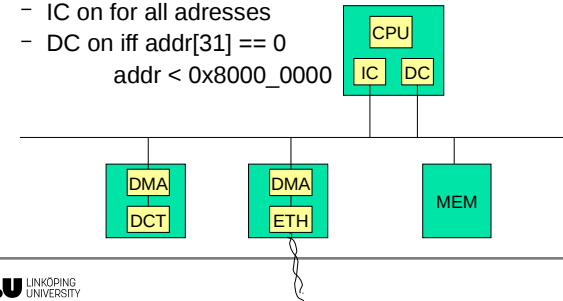 – IC on for all adresses
– DC on iff addr[31] == 0
addr < 0x8000_0000
CPU
IC DC
DMA
DCT
DMA
ETH
MEM
LINKÖPING
UNIVERSITY